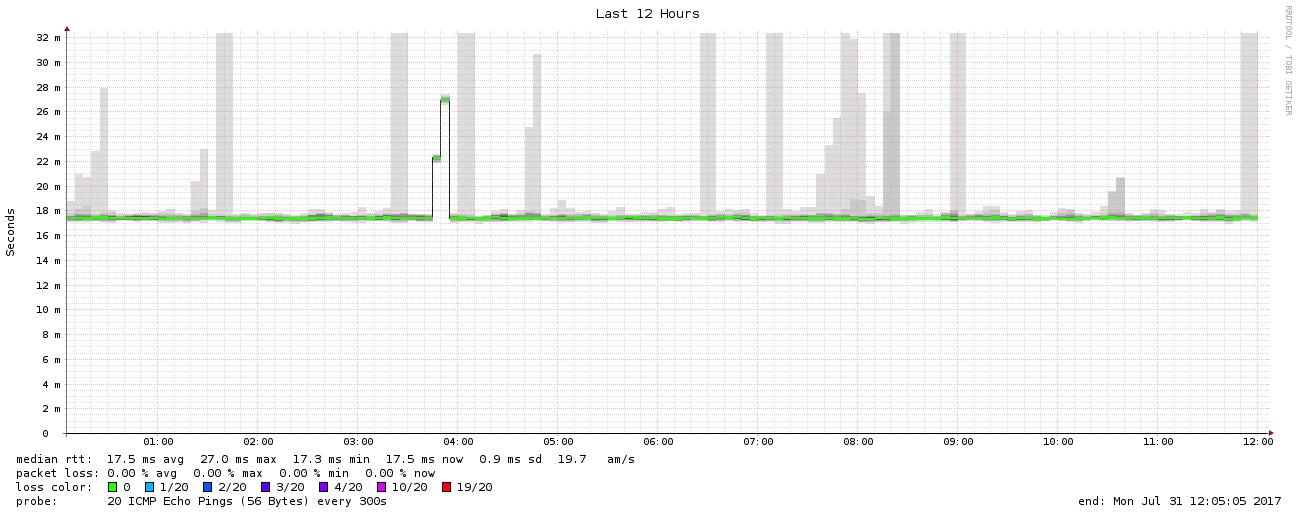 Last 12 Hours
RRDTOOL / TOBI OETIKER
Seconds
32 m
30 m
28 m
26 m
24 m
22 m
20 m
18 m
16 m
14 m
12 m
10 m
8 m
6 m
4 m
2 m
0
01:00 02:00 03:00 04:00 05:00 06:00 07:00 08:00 09:00 10:00 11:00 12:00
median rtt: 17.5 ms avg 27.0 ms max 17.3 ms min 17.5 ms now 0.9 ms sd 19.7 am/s
packet loss: 0.00 % avg 0.00 % max 0.00 % min 0.00 % now
loss color: 0 1/20 2/20 3/20 4/20 10/20 19/20
probe: 20 ICMP Echo Pings (56 Bytes) every 300s end: Mon Jul 31 12:05:05 2017